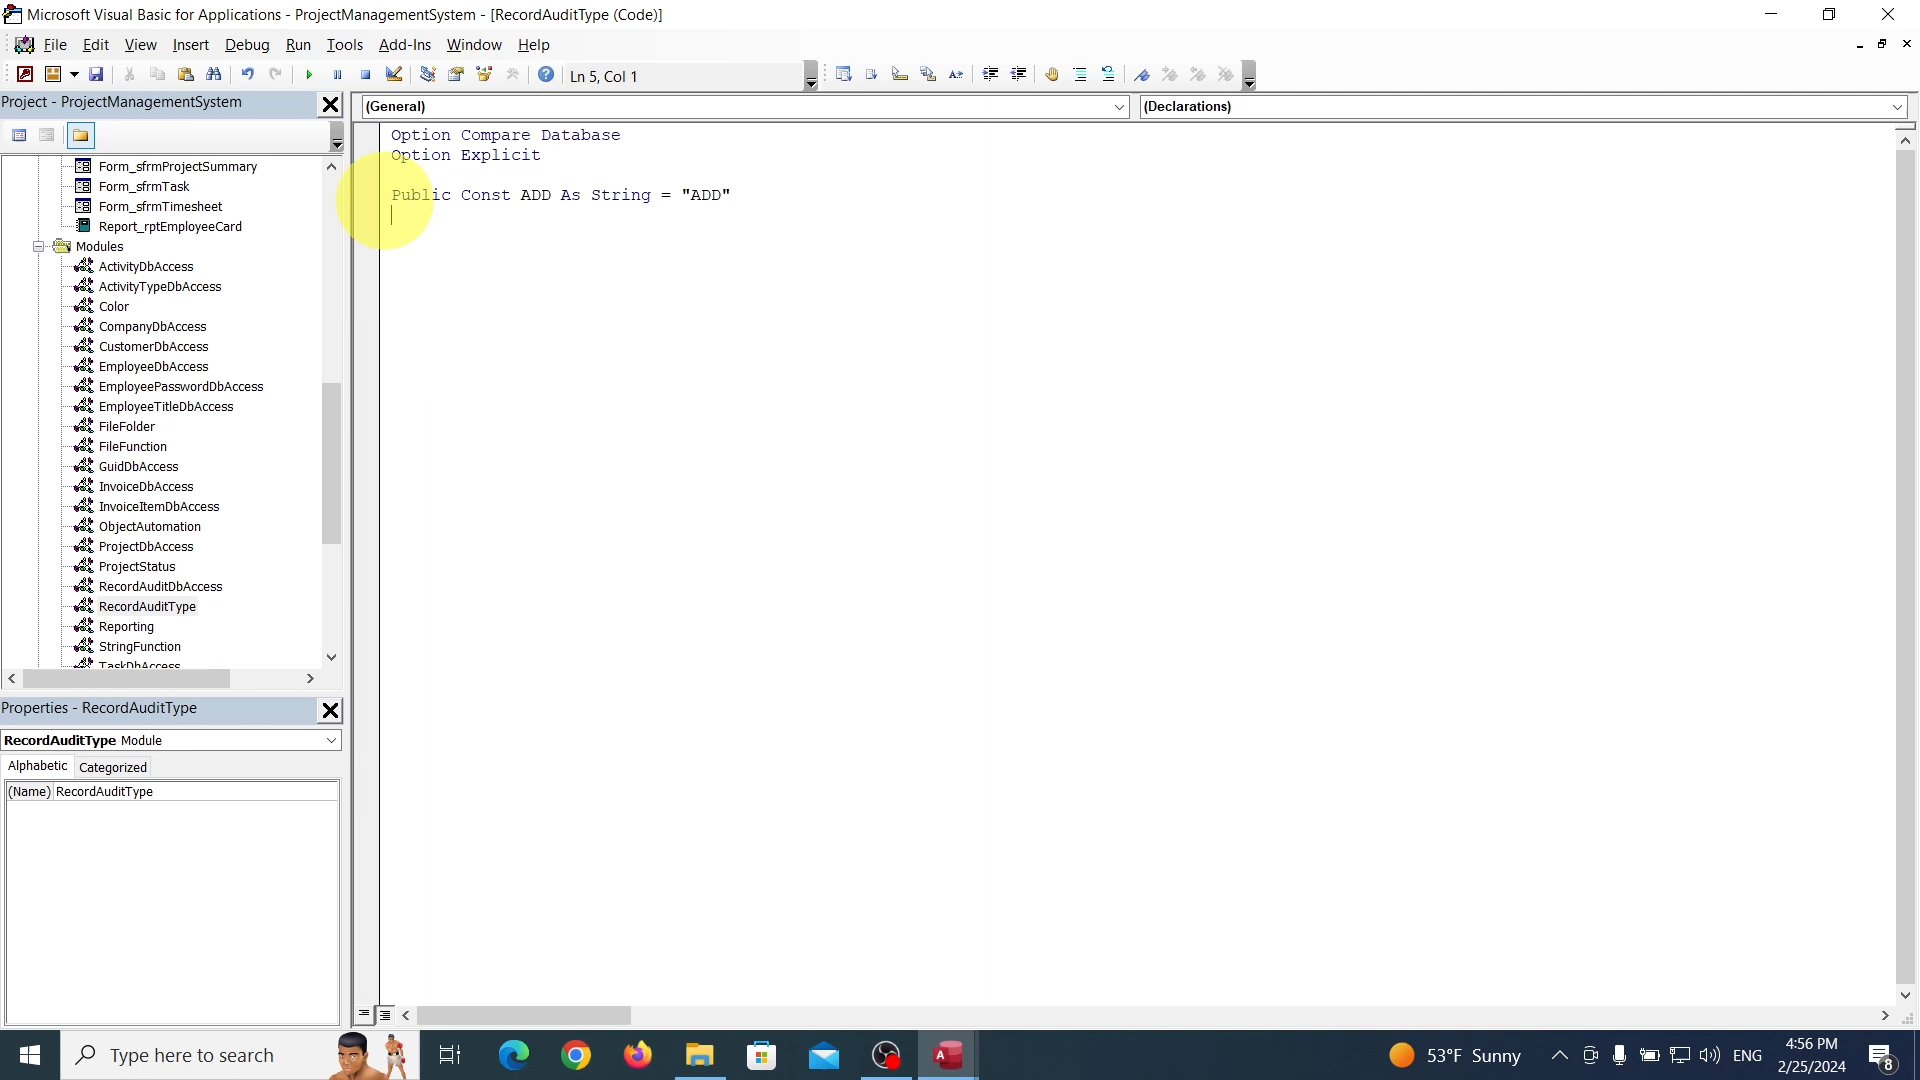 Microsoft Visual Basic for Applications - ProjectManagementSystem - [RecordAuditType (Code)]
File Edit View Insert Debug Run Tools Add-Ins Window Help
Ln 5, Col 1
Project - ProjectManagementSystem
(General)
(Declarations)
Form_sfrmProjectSummary
Form_sfrmTask
Form_sfrmTimesheet
Report_rptEmployeeCard
Modules
ActivityDbAccess
ActivityTypeDbAccess
Color
CompanyDbAccess
CustomerDbAccess
EmployeeDbAccess
EmployeePasswordDbAccess
EmployeeTitleDbAccess
FileFolder
FileFunction
GuidDbAccess
InvoiceDbAccess
InvoiceItemDbAccess
ObjectAutomation
ProjectDbAccess
ProjectStatus
RecordAuditDbAccess
RecordAuditType
Reporting
StringFunction
TaskDbAccess
Option Compare Database
Option Explicit
Public Const ADD As String = "ADD"
Properties - RecordAuditType
RecordAuditType Module
Alphabetic Categorized
(Name) RecordAuditType
Type here to search
53°F Sunny
ENG
4:56 PM
2/25/2024
8